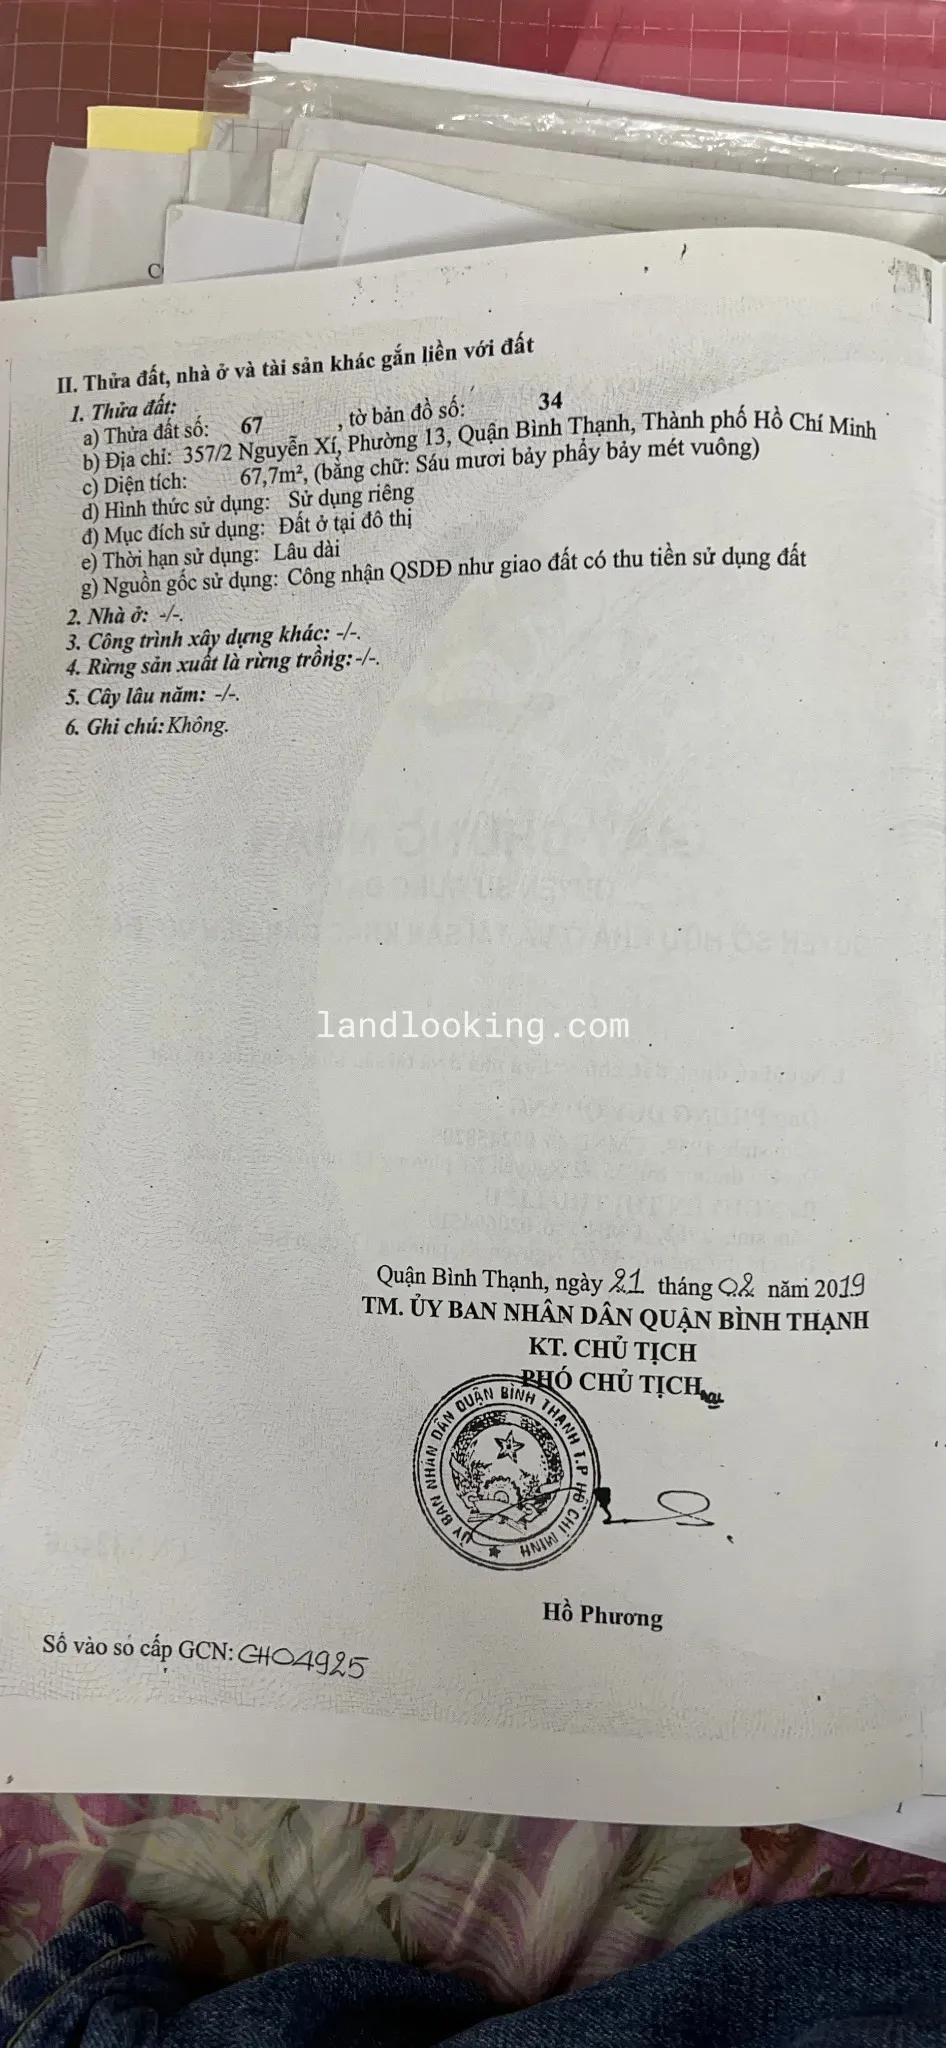 C
II. Thửa đất, nhà ở và tài sản khác gắn liền với đất
1. Thửa đất:
a) Thửa đất số: 67 , tờ bản đồ số: 34
b) Địa chỉ: 357/2 Nguyễn Xí, Phường 13, Quận Bình Thạnh, Thành phố Hồ Chí Minh
c) Diện tích: 67,7m², (bằng chữ: Sáu mươi bảy phẩy bảy mét vuông)
d) Hình thức sử dụng: Sử dụng riêng
đ) Mục đích sử dụng: Đất ở tại đô thị
e) Thời hạn sử dụng: Lâu dài
g) Nguồn gốc sử dụng: Công nhận QSDĐ như giao đất có thu tiền sử dụng đất
2. Nhà ở: -/-.
3. Công trình xây dựng khác: -/-.
4. Rừng sản xuất là rừng trồng: -/-.
5. Cây lâu năm: -/-.
6. Ghi chú: Không.
landlooking.com
Quận Bình Thạnh, ngày 21 tháng 02 năm 2019
TM. ỦY BAN NHÂN DÂN QUẬN BÌNH THẠNH
KT. CHỦ TỊCH
PHÓ CHỦ TỊCH
ỦY BAN NHÂN DÂN QUẬN BÌNH THẠNH T.P HỒ CHÍ MINH
Hồ Phương
Số vào sổ cấp GCN: CH04925